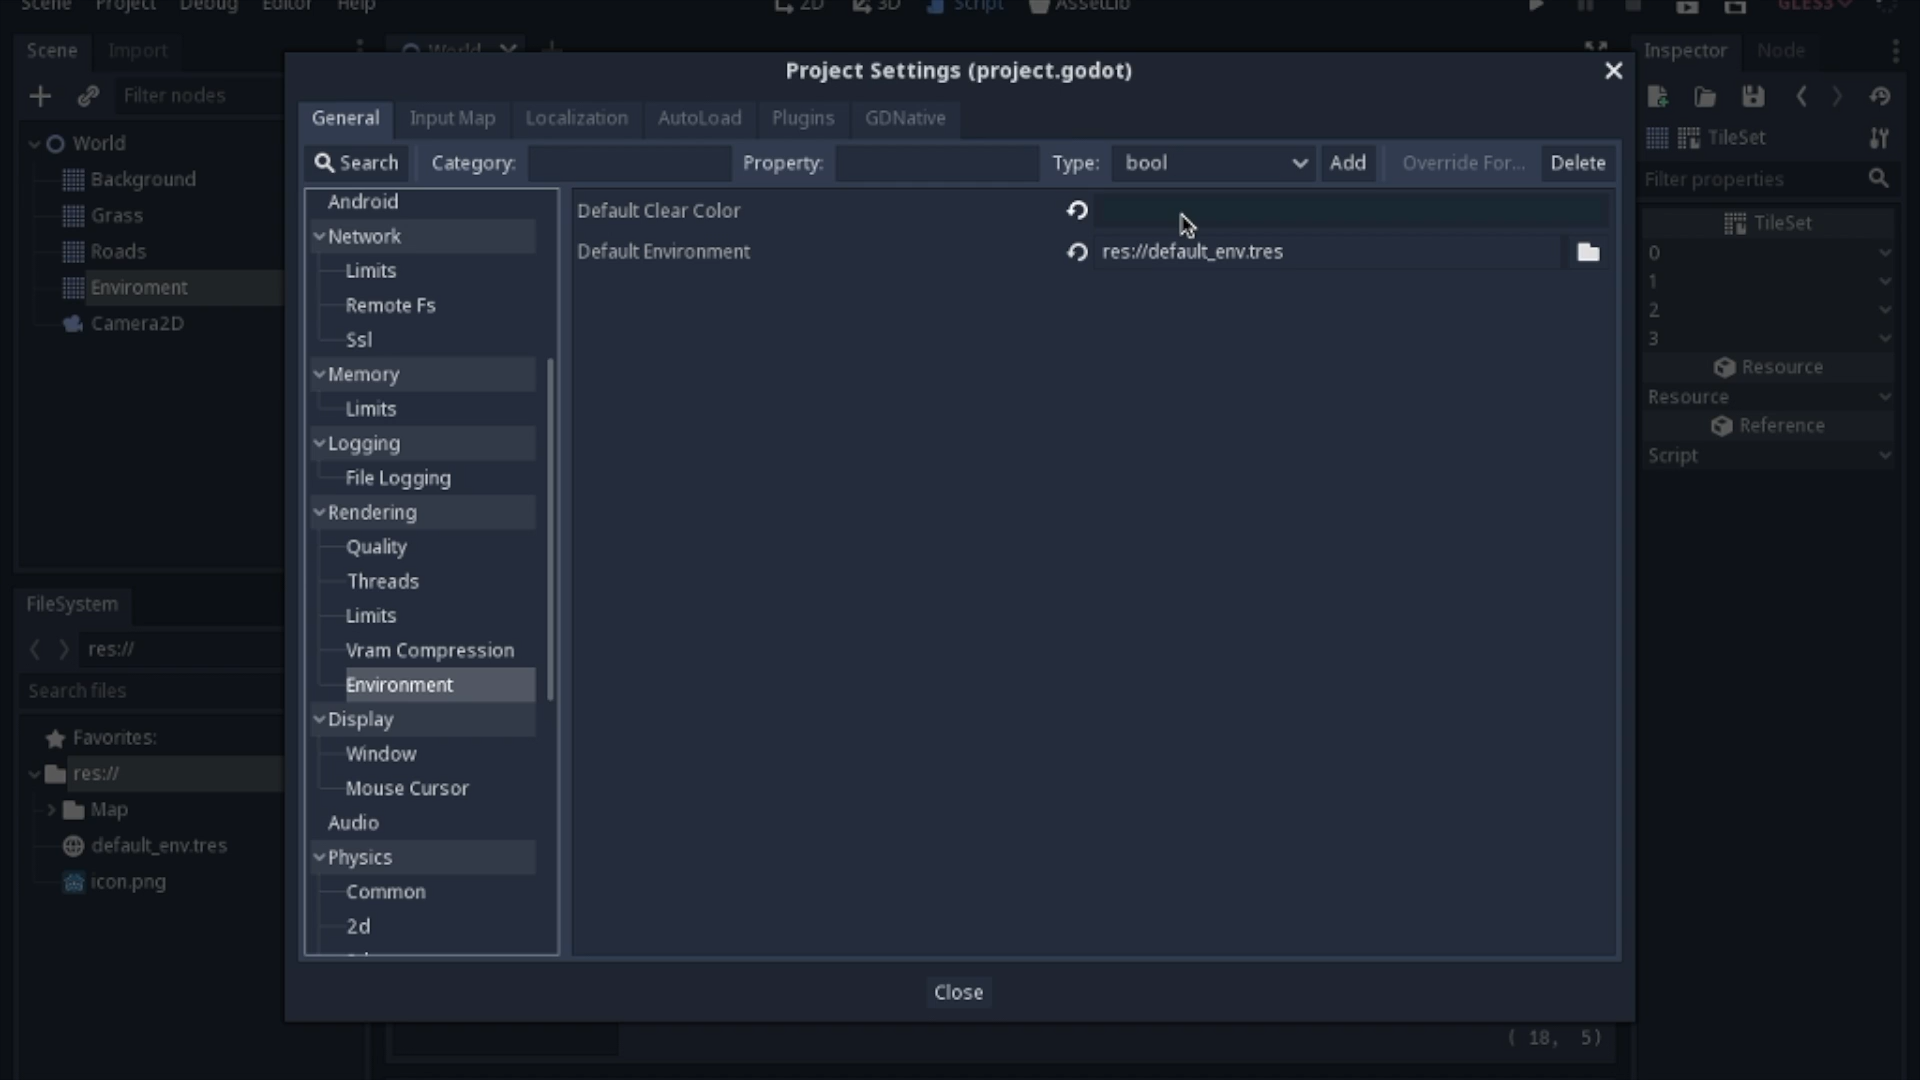 Scene Project Debug Editor Help
2D 3D Script AssetLib
GLES3
Scene Import
World
Inspector Node
Filter nodes
World
Background
Grass
Roads
Enviroment
Camera2D
FileSystem
res://
Search files
Favorites:
res://
Map
default_env.tres
icon.png
Project Settings (project.godot)
General Input Map Localization AutoLoad Plugins GDNative
Search Category: Property: Type: bool Add Override For... Delete
Android
Network
Limits
Remote Fs
Ssl
Memory
Limits
Logging
File Logging
Rendering
Quality
Threads
Limits
Vram Compression
Environment
Display
Window
Mouse Cursor
Audio
Physics
Common
2d
Default Clear Color
Default Environment res://default_env.tres
Close
( 18, 5)
TileSet
Filter properties
TileSet
0
1
2
3
Resource
Resource
Reference
Script